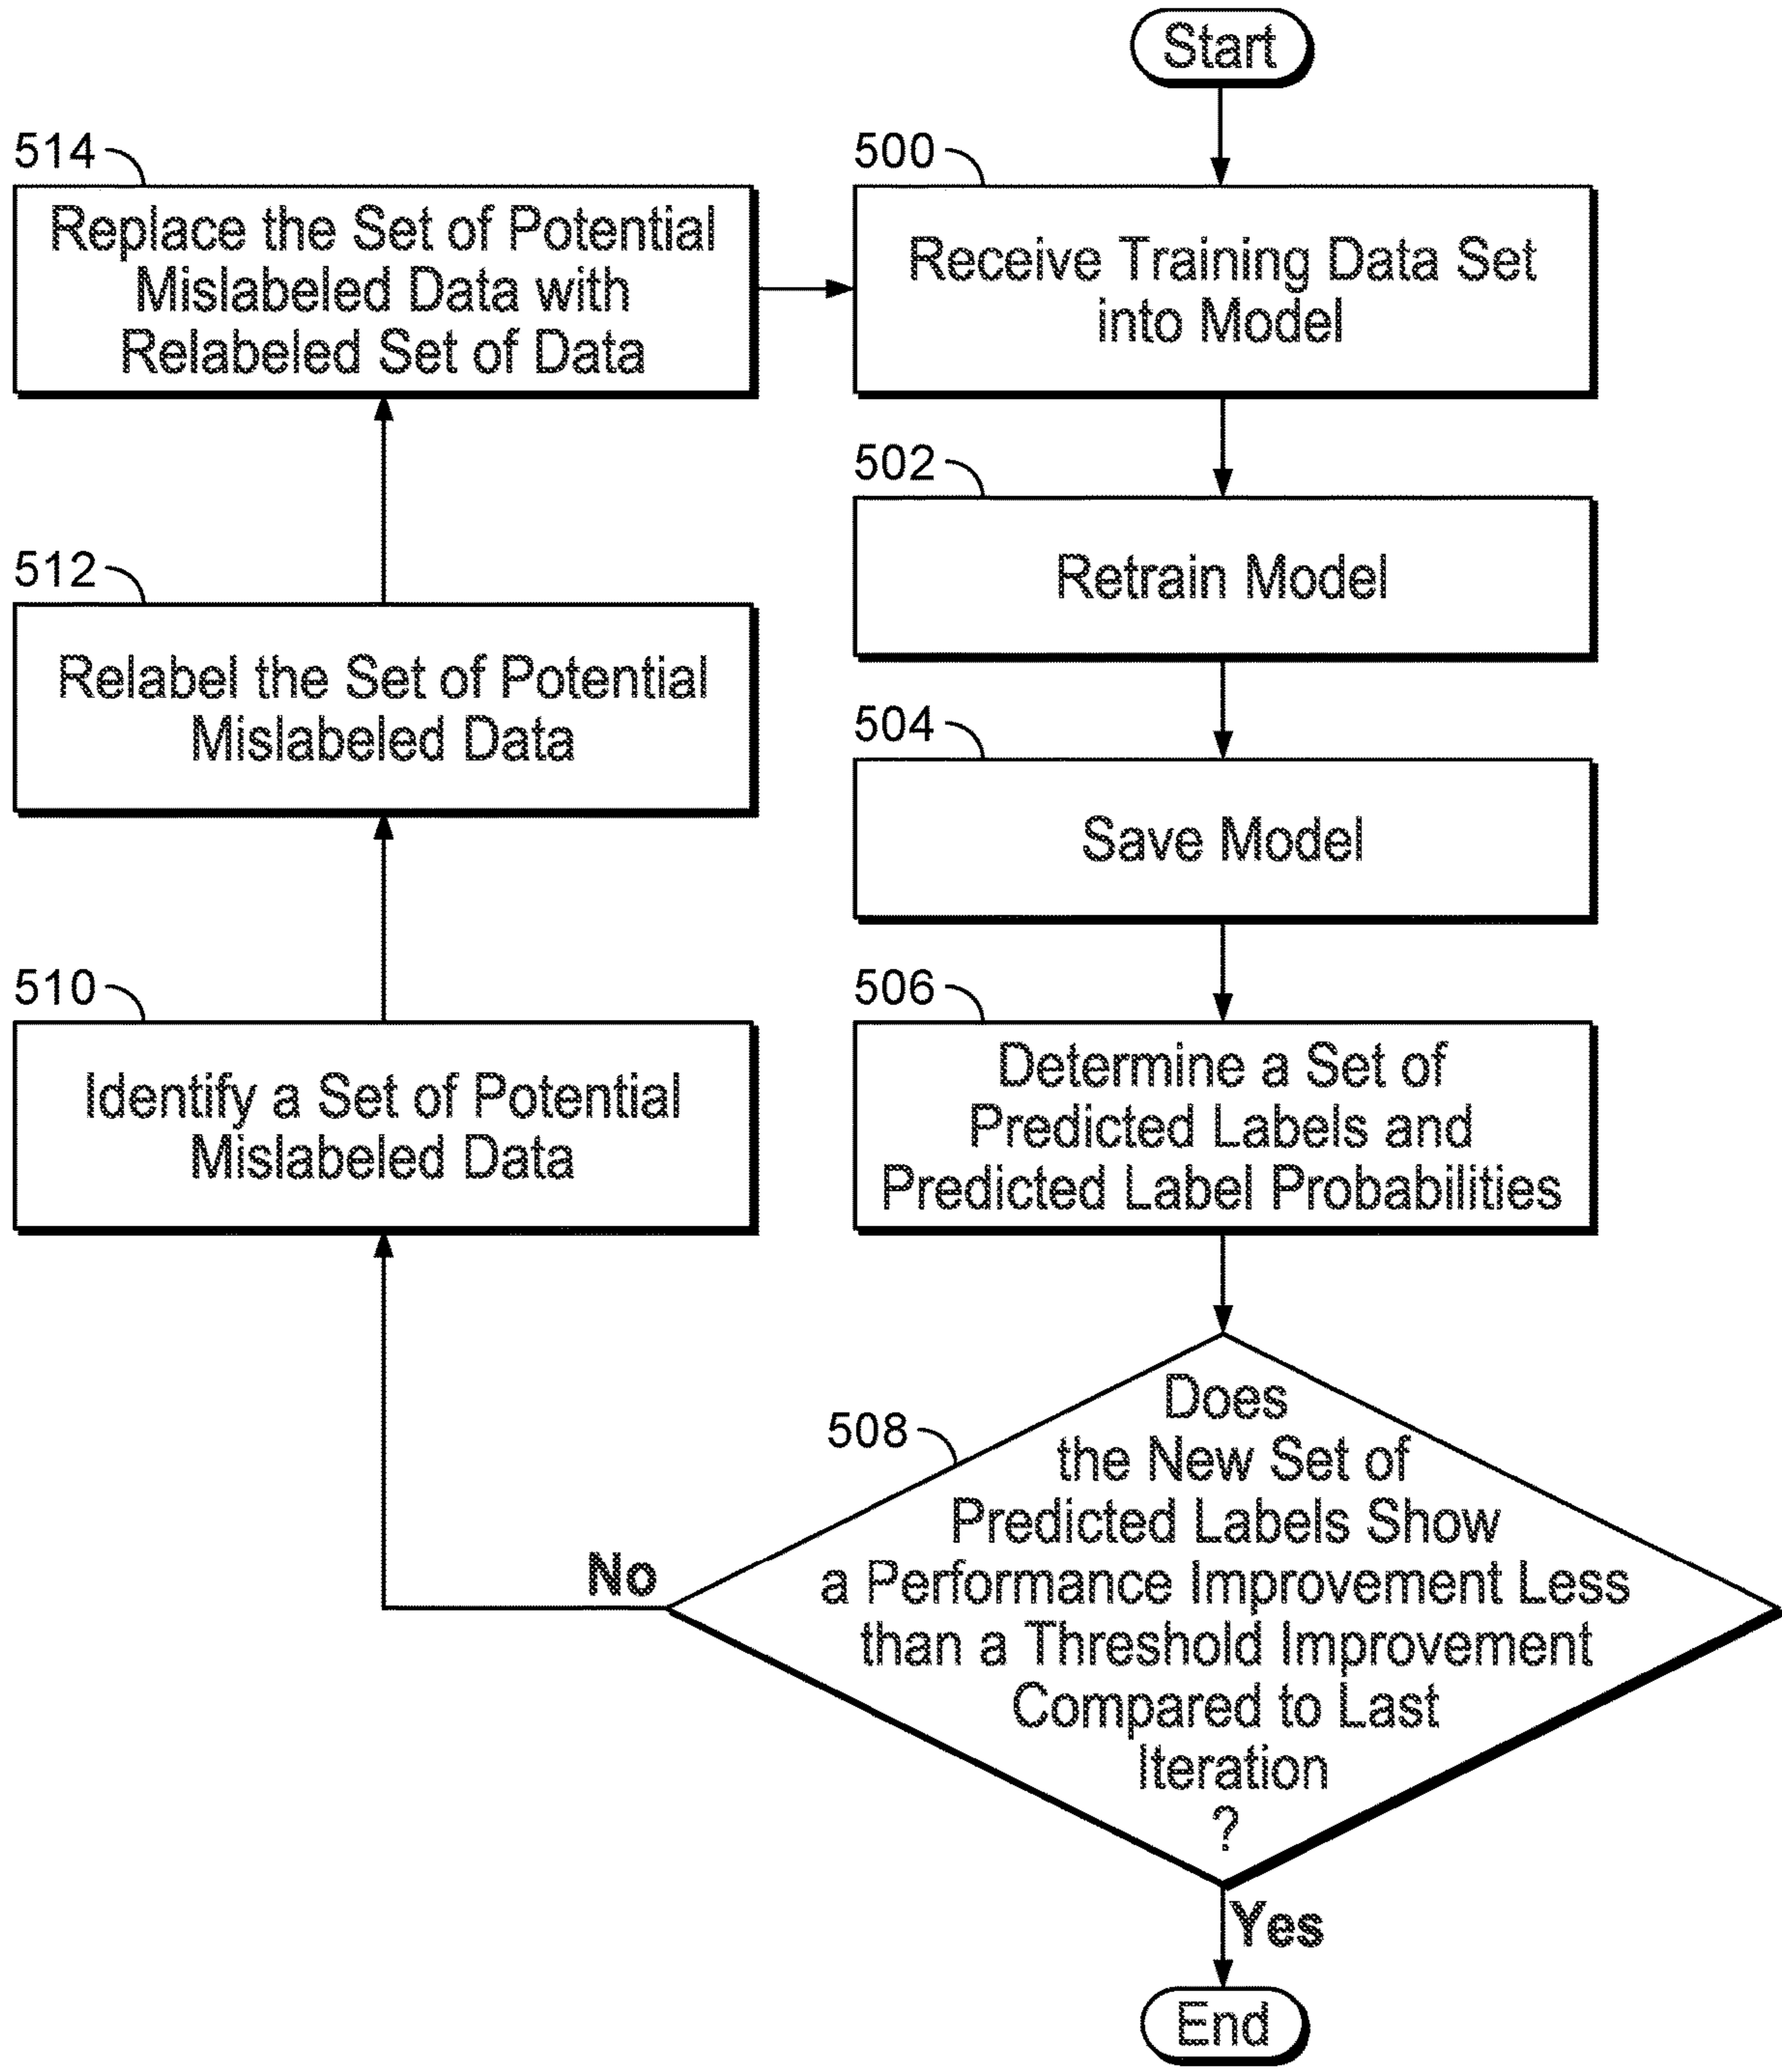 Start
500
Receive Training Data Set
into Model
502
Retrain Model
504
Save Model
506
Determine a Set of
Predicted Labels and
Predicted Label Probabilities
508
Does
the New Set of
Predicted Labels Show
a Performance Improvement Less
than a Threshold Improvement
Compared to Last
Iteration
?
No
Yes
End
510
Identify a Set of Potential
Mislabeled Data
512
Relabel the Set of Potential
Mislabeled Data
514
Replace the Set of Potential
Mislabeled Data with
Relabeled Set of Data